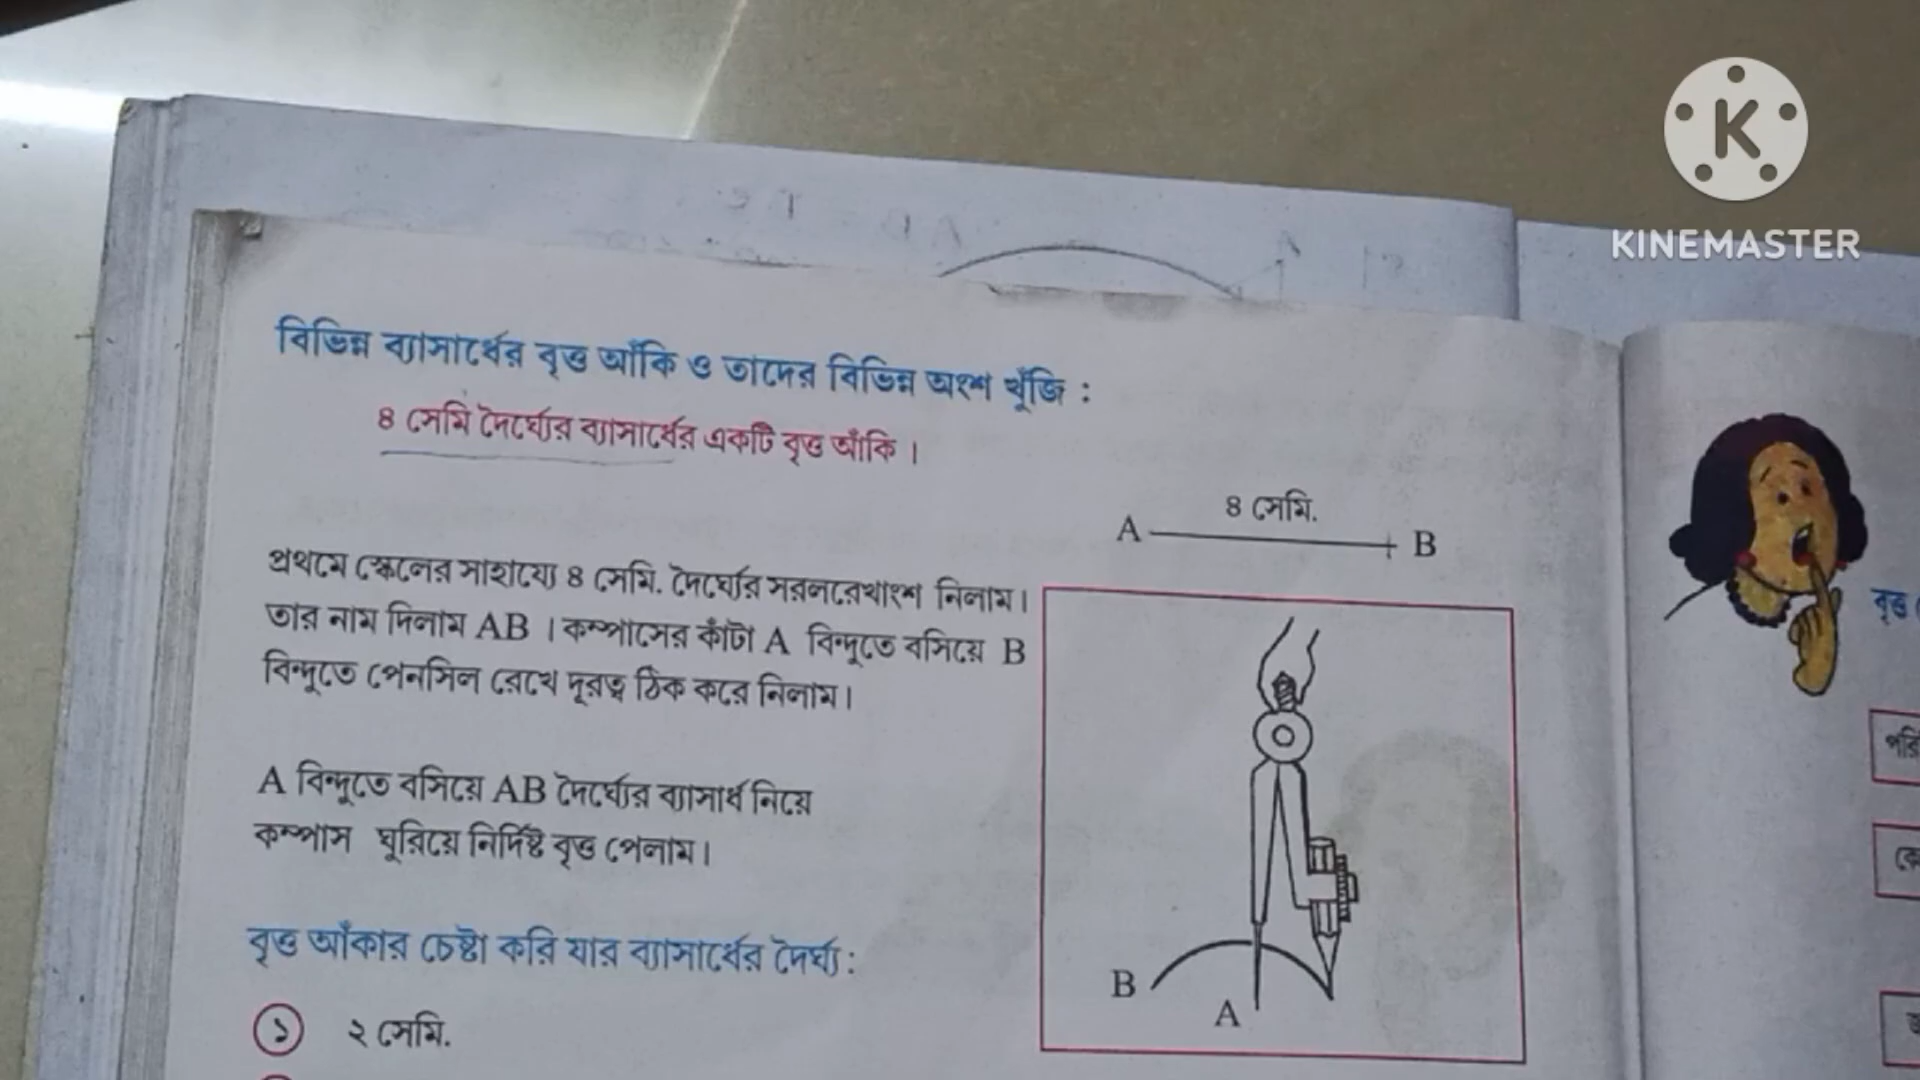 বিভিন্ন ব্যাসার্ধের বৃত্ত আঁকি ও তাদের বিভিন্ন অংশ খুঁজি :
৪ সেমি দৈর্ঘ্যের ব্যাসার্ধের একটি বৃত্ত আঁকি ।
৪ সেমি.
A B
প্রথমে স্কেলের সাহায্যে ৪ সেমি. দৈর্ঘ্যের সরলরেখাংশ নিলাম।
তার নাম দিলাম AB । কম্পাসের কাঁটা A বিন্দুতে বসিয়ে B
বিন্দুতে পেনসিল রেখে দূরত্ব ঠিক করে নিলাম।
A বিন্দুতে বসিয়ে AB দৈর্ঘ্যের ব্যাসার্ধ নিয়ে
কম্পাস ঘুরিয়ে নির্দিষ্ট বৃত্ত পেলাম।
B
A
বৃত্ত আঁকার চেষ্টা করি যার ব্যাসার্ধের দৈর্ঘ্য :
১ ২ সেমি.
বৃত্ত
K
KINEMASTER